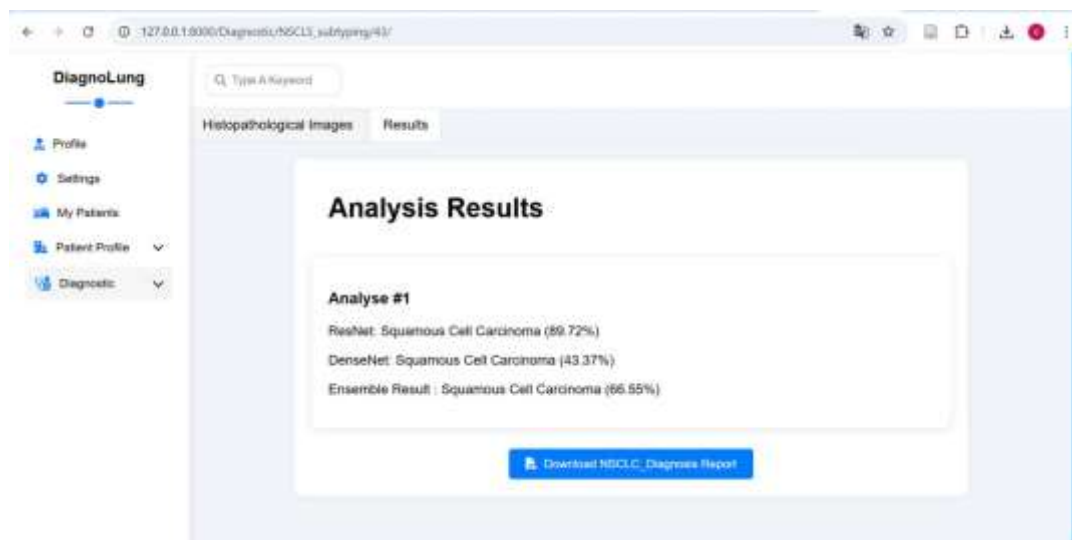 127.0.0.1:8000/Diagnostic/NSCLS_subtyping/43/
DiagnoLung
Type A Keyword
Histopathological Images
Results
Profile
Settings
My Patients
Patient Profile
Diagnostic
Analysis Results
Analyse #1
ResNet: Squamous Cell Carcinoma (89.72%)
DenseNet: Squamous Cell Carcinoma (43.37%)
Ensemble Result : Squamous Cell Carcinoma (66.55%)
Download NSCLC_Diagnosis Report